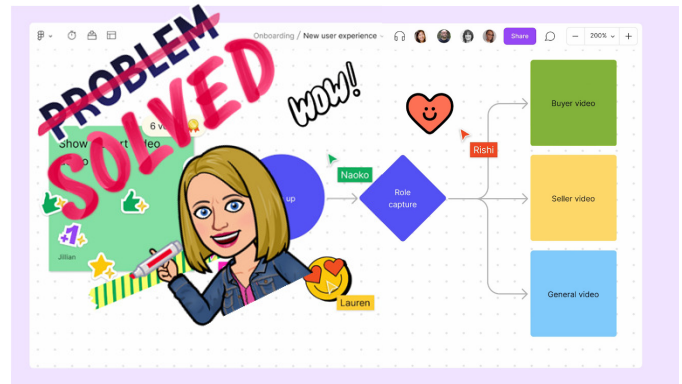 Onboarding / New user experience
Share
200%
PROBLEM
SOLVED
WOW!
6
Show
+1
Jillian
up
Naoko
Role
capture
Rishi
Lauren
Buyer video
Seller video
General video